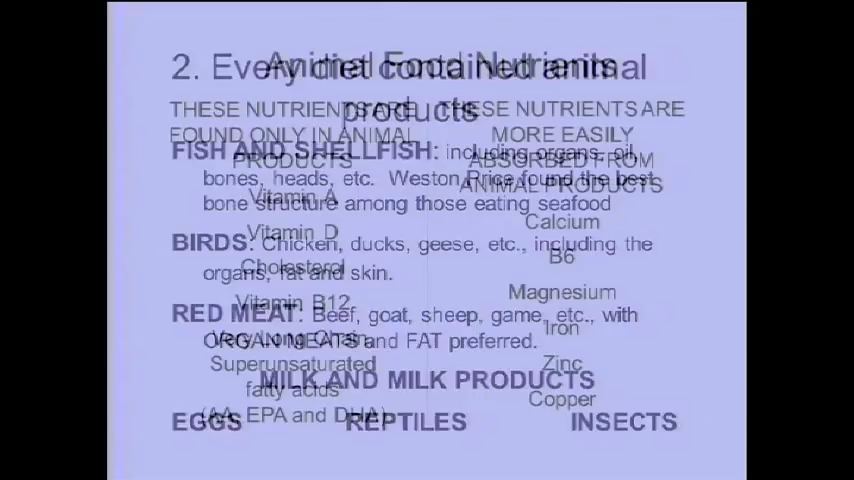 2. Every diet contained animal
products
FISH AND SHELLFISH: including organs, oil
bones, heads, etc. Weston Price found the best
bone structure among those eating seafood
BIRDS: Chicken, ducks, geese, etc., including the
organs, fat and skin.
RED MEAT: Beef, goat, sheep, game, etc., with
ORGAN MEATS and FAT preferred.
MILK AND MILK PRODUCTS
EGGS REPTILES INSECTS
Animal Food Nutrients
THESE NUTRIENTS ARE
FOUND ONLY IN ANIMAL
PRODUCTS
Vitamin A
Vitamin D
Cholesterol
Vitamin B12
Very Long Chain,
Superunsaturated
fatty acids
(AA, EPA and DHA)
THESE NUTRIENTS ARE
MORE EASILY
ABSORBED FROM
ANIMAL PRODUCTS
Calcium
B6
Magnesium
Iron
Zinc
Copper